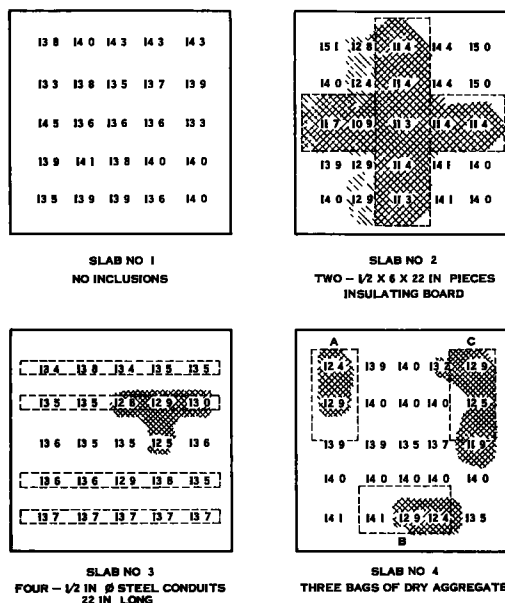 13 8 14 0 14 3 14 3 14 3
13 3 13 8 13 5 13 7 13 9
14 5 13 6 13 6 13 6 13 3
13 9 14 1 13 8 14 0 14 0
13 5 13 9 13 9 13 6 14 0
SLAB NO 1
NO INCLUSIONS
15 1 12 8 11 4 14 4 15 0
14 0 12 4 11 4 14 4 15 0
11 7 10 9 11 3 11 4 11 4
13 9 12 9 11 4 14 1 14 0
14 0 12 9 11 3 14 1 14 0
SLAB NO 2
TWO - 1/2 X 6 X 22 IN PIECES
INSULATING BOARD
13 4 13 8 13 4 13 5 13 5
13 5 13 5 12 8 12 9 13 0
13 6 13 5 13 5 12 5 13 6
13 6 13 6 12 9 13 8 13 5
13 7 13 7 13 7 13 7 13 7
SLAB NO 3
FOUR - 1/2 IN Ø STEEL CONDUITS
22 IN LONG
A C
12 4 13 9 14 0 13 2 12 9
12 9 14 0 14 0 14 0 12 5
13 9 13 9 13 5 13 7 11 9
14 0 14 0 14 0 14 0 14 0
14 1 14 1 12 9 12 4 13 5
B
SLAB NO 4
THREE BAGS OF DRY AGGREGATE